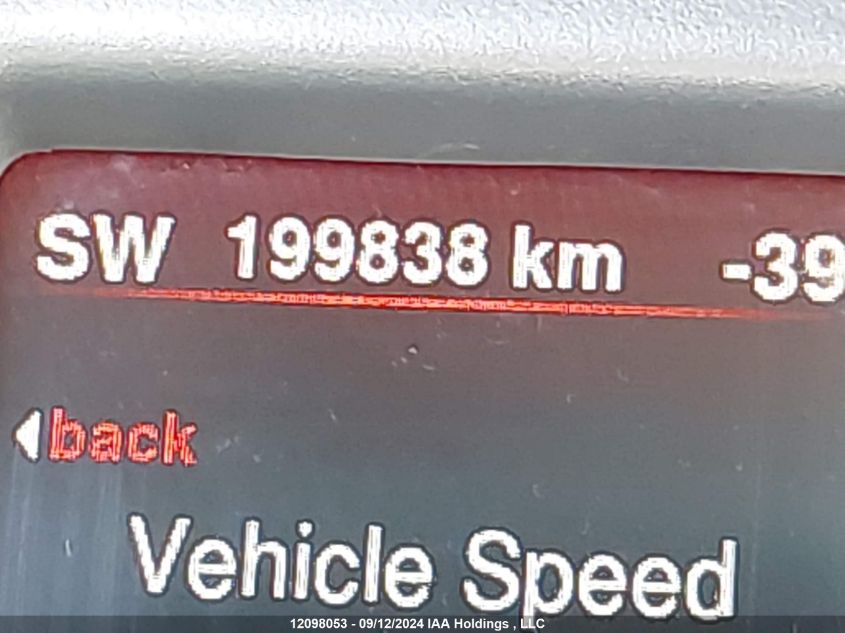 SW 199838 km -39
back
Vehicle Speed
12098053 - 09/12/2024 IAA Holdings , LLC